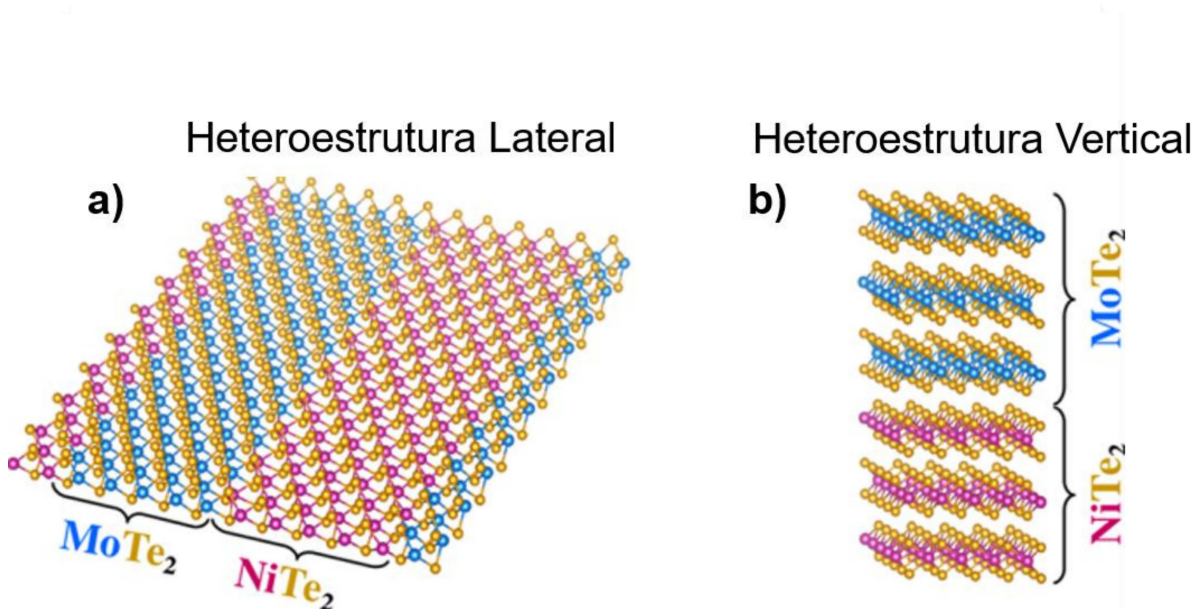 Heteroestrutura Lateral
Heteroestrutura Vertical
a)
b)
MoTe₂
NiTe₂
MoTe₂
NiTe₂